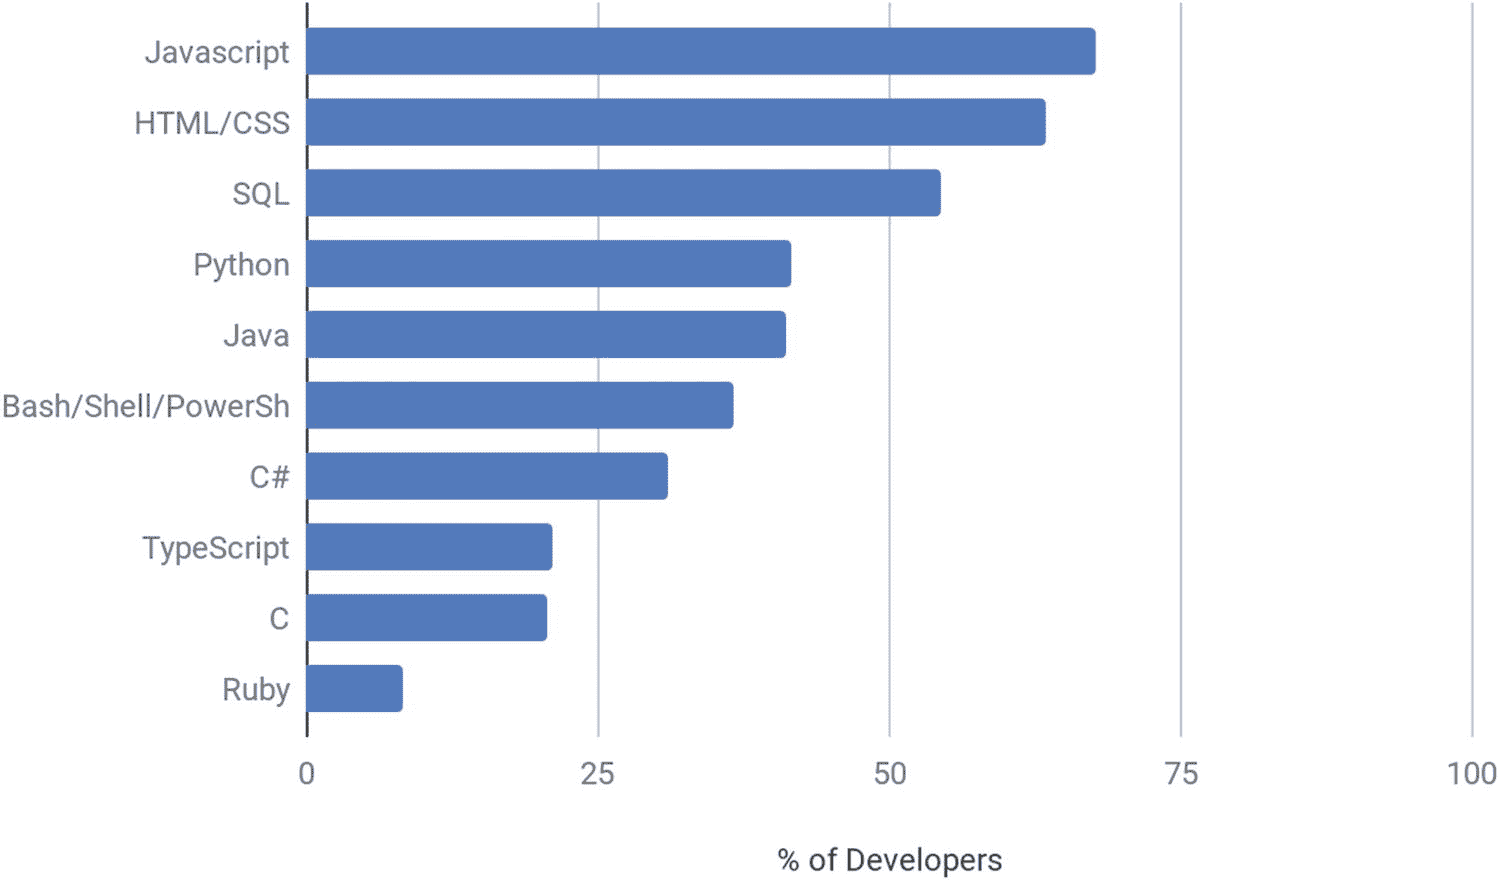 Javascript
HTML/CSS
SQL
Python
Java
Bash/Shell/PowerSh
C#
TypeScript
C
Ruby
0 25 50 75 100
% of Developers